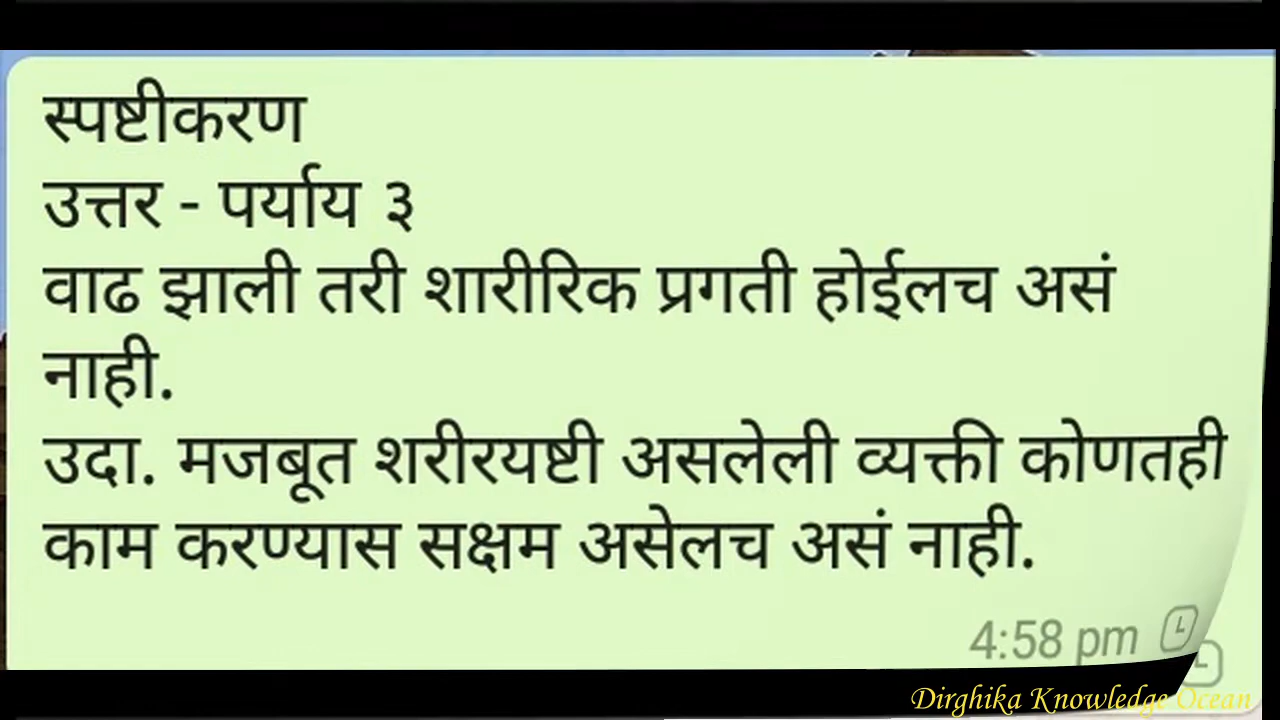 स्पष्टीकरण
उत्तर - पर्याय ३
वाढ झाली तरी शारीरिक प्रगती होईलच असं
नाही.
उदा. मजबूत शरीरयष्टी असलेली व्यक्ती कोणतही
काम करण्यास सक्षम असेलच असं नाही.
4:58 pm
Dirghika Knowledge Ocean